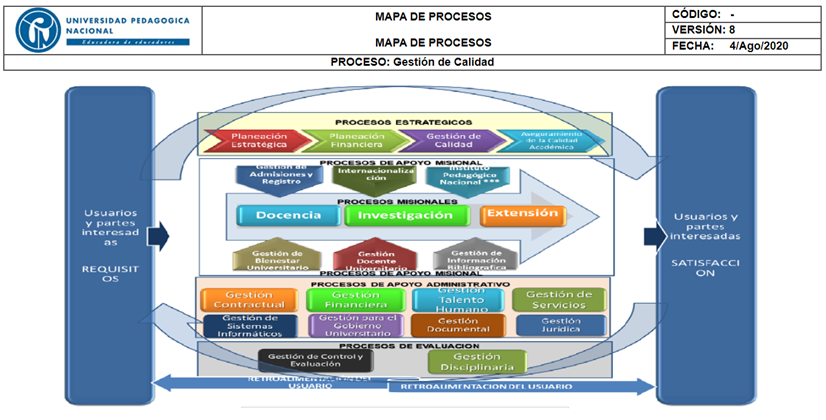 UNIVERSIDAD PEDAGOGICA
NACIONAL
Educadora de educadores
MAPA DE PROCESOS
MAPA DE PROCESOS
CÓDIGO: -
VERSIÓN: 8
FECHA: 4/Ago/2020
PROCESO: Gestión de Calidad
Usuarios
y partes
interesad
as
REQUISIT
OS
PROCESOS ESTRATEGICOS
Planeación
Estratégica
Planeación
Financiera
Gestión de
Calidad
Aseguramiento
de la Calidad
Académica
PROCESOS DE APOYO MISIONAL
Gestión de
Admisiones y
Registro
Internacionaliza
ción
Instituto
Pedagógico
Nacional ***
PROCESOS MISIONALES
Docencia
Investigación
Extensión
Gestión de
Bienestar
Universitario
Gestión
Docente
Universitario
Gestión de
Información
Bibliográfica
PROCESOS DE APOYO MISIONAL
PROCESOS DE APOYO ADMINISTRATIVO
Gestión
Contractual
Gestión
Financiera
Gestión
Talento
Humano
Gestión de
Servicios
Gestión de
Sistemas
Informáticos
Gestión para el
Gobierno
Universitario
Gestión
Documental
Gestión
Jurídica
PROCESOS DE EVALUACION
Gestión de Control y
Evaluación
Gestión
Disciplinaria
RETROALIMENTACION DEL
USUARIO
RETROALIMENTACION DEL USUARIO
Usuarios y
partes
interesadas
SATISFACCI
ON